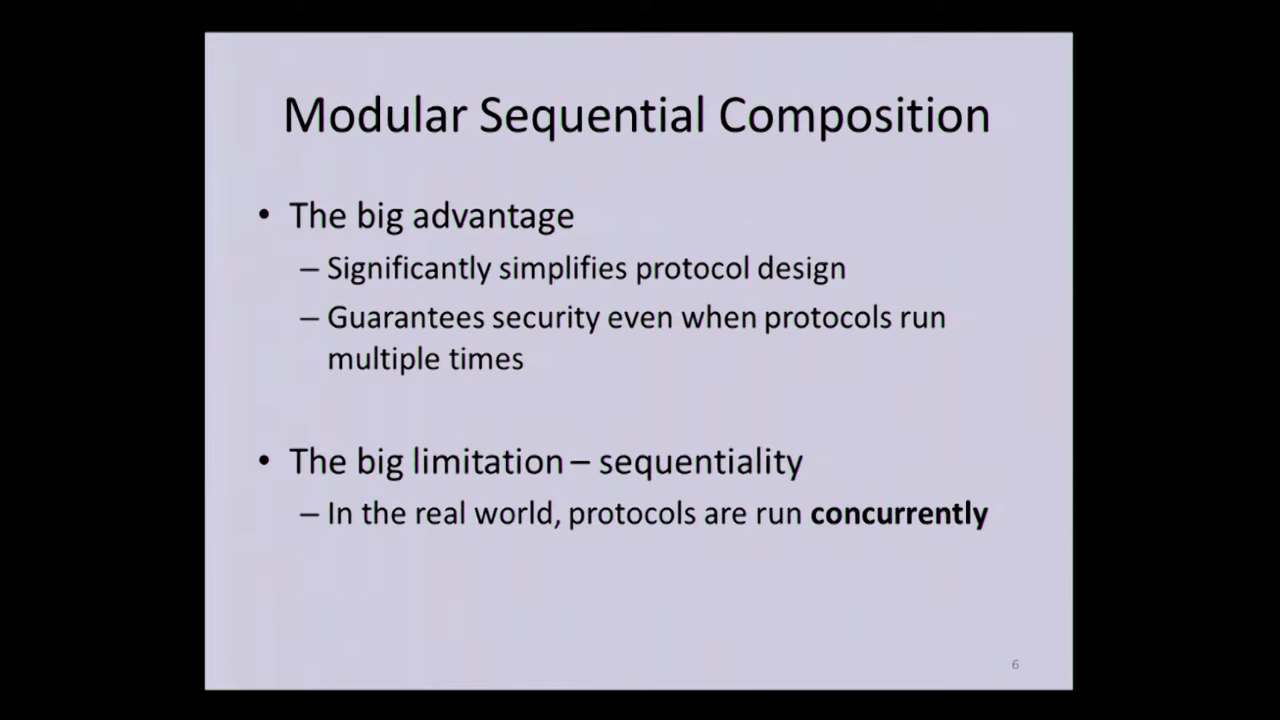 Modular Sequential Composition
• The big advantage
– Significantly simplifies protocol design
– Guarantees security even when protocols run
multiple times
• The big limitation – sequentiality
– In the real world, protocols are run concurrently
6